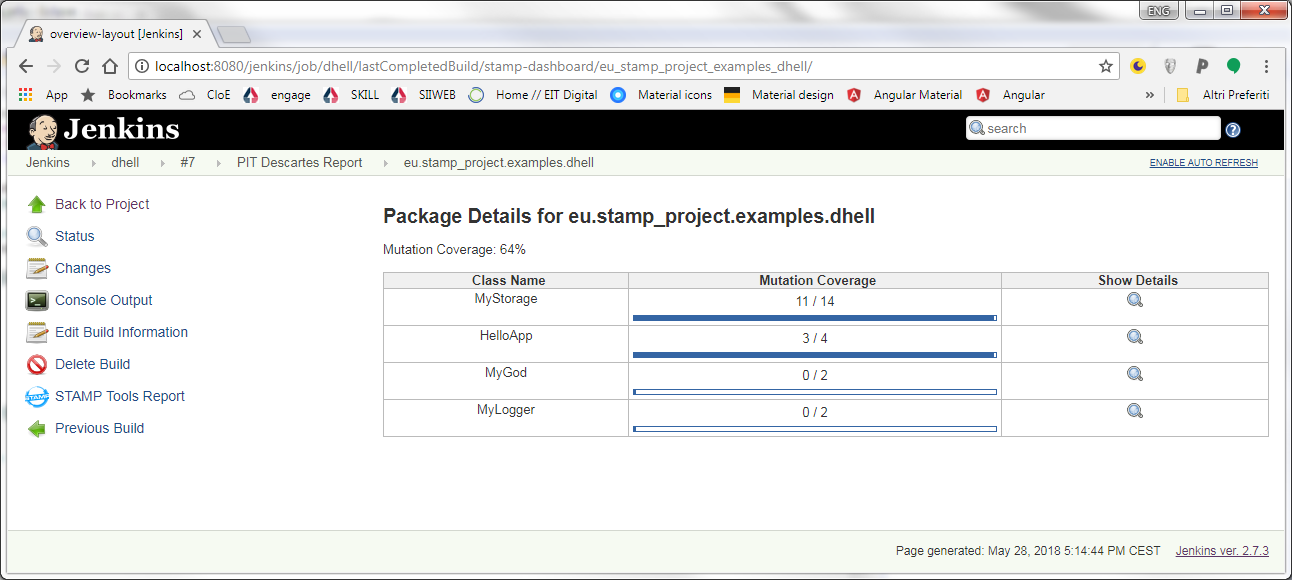 ENG
overview-layout [Jenkins]
localhost:8080/jenkins/job/dhell/lastCompletedBuild/stamp-dashboard/eu_stamp_project_examples_dhell/
App Bookmarks CloE engage SKILL SIIWEB Home // EIT Digital Material icons Material design Angular Material Angular » Altri Preferiti
Jenkins search
Jenkins dhell #7 PIT Descartes Report eu.stamp_project.examples.dhell ENABLE AUTO REFRESH
Back to Project
Status
Changes
Console Output
Edit Build Information
Delete Build
STAMP Tools Report
Previous Build
Package Details for eu.stamp_project.examples.dhell
Mutation Coverage: 64%
Class Name Mutation Coverage Show Details
MyStorage 11 / 14
HelloApp 3 / 4
MyGod 0 / 2
MyLogger 0 / 2
Page generated: May 28, 2018 5:14:44 PM CEST Jenkins ver. 2.7.3